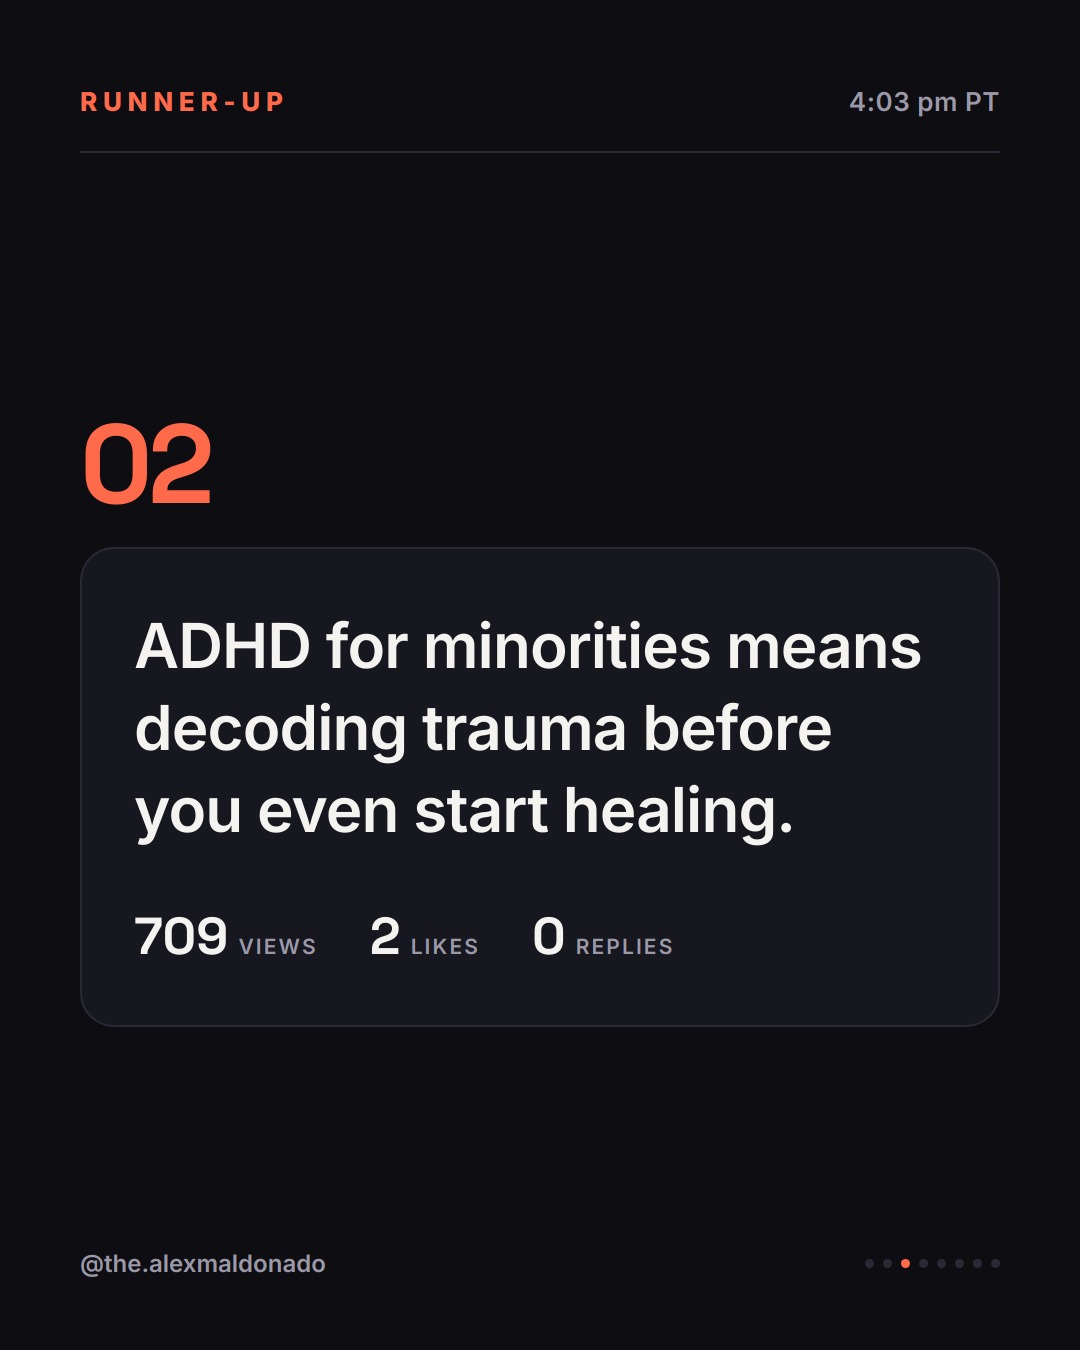 RUNNER-UP
4:03 pm PT
02
ADHD for minorities means
decoding trauma before
you even start healing.
709 VIEWS 2 LIKES 0 REPLIES
@the.alexmaldonado